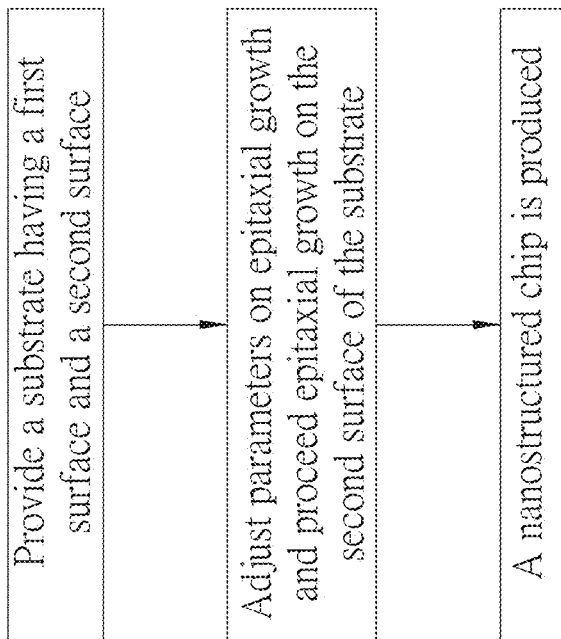 Provide a substrate having a first
surface and a second surface
Adjust parameters on epitaxial growth
and proceed epitaxial growth on the
second surface of the substrate
A nanostructured chip is produced